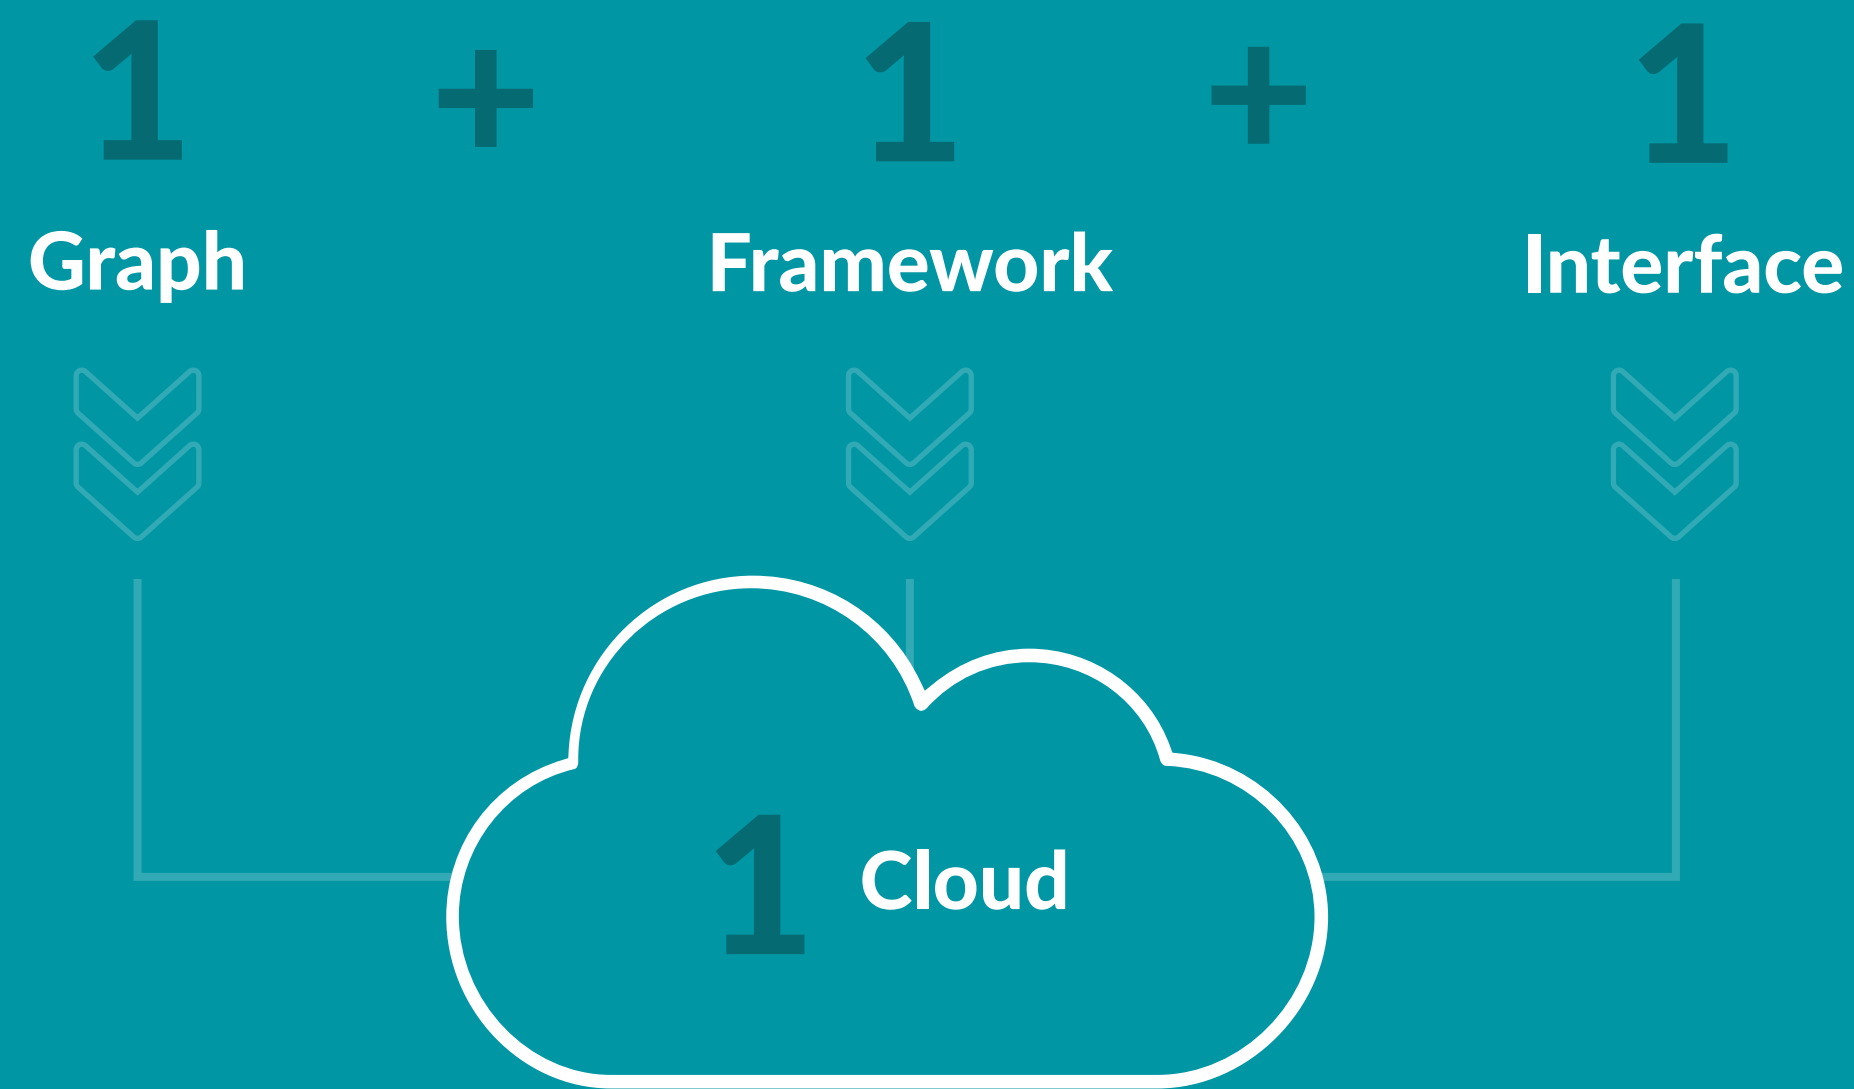 1 + 1 + 1
Graph Framework Interface
1 Cloud